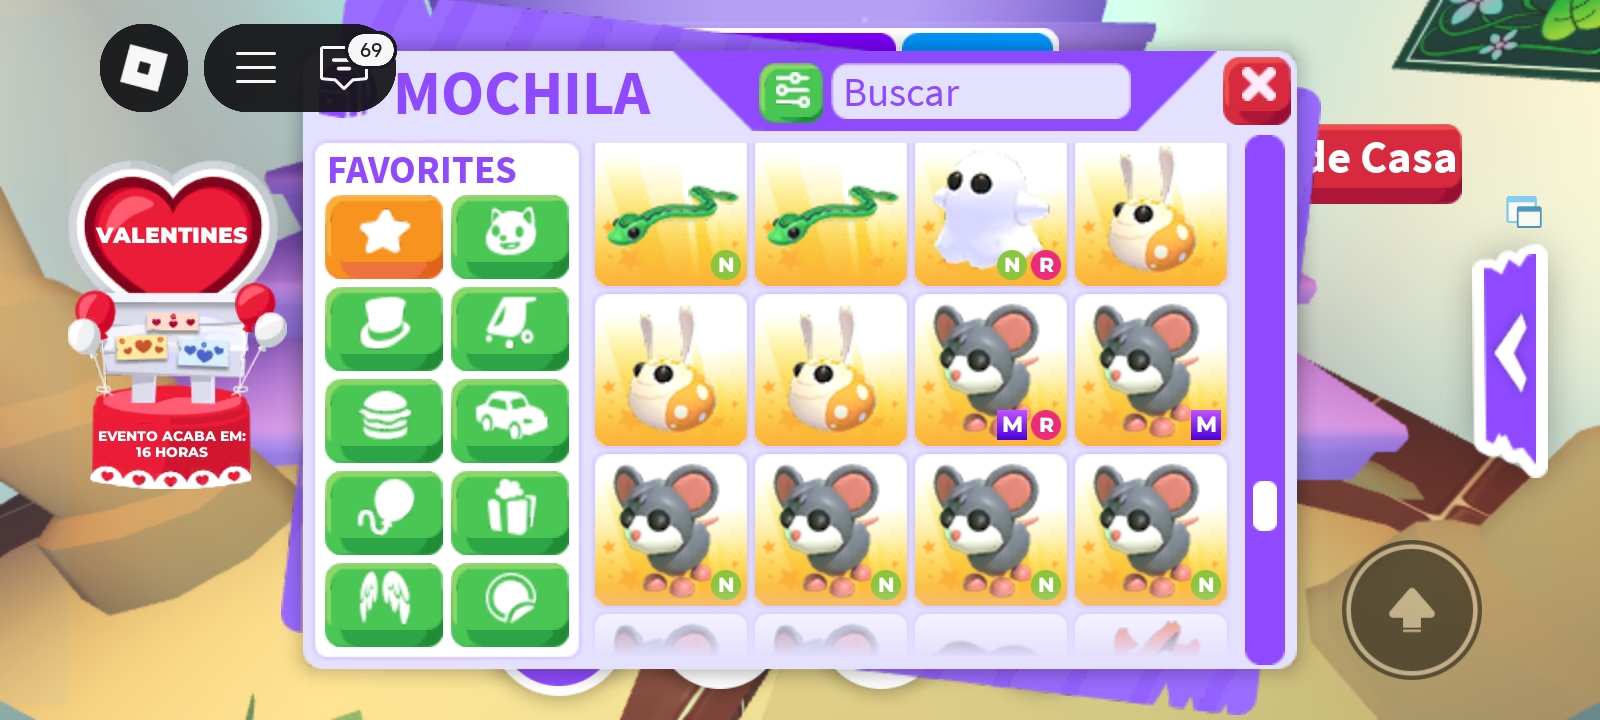 69
MOCHILA
Buscar
FAVORITES
de Casa
VALENTINES
EVENTO ACABA EM:
16 HORAS
N
N R
M R
M
N
N
N
N